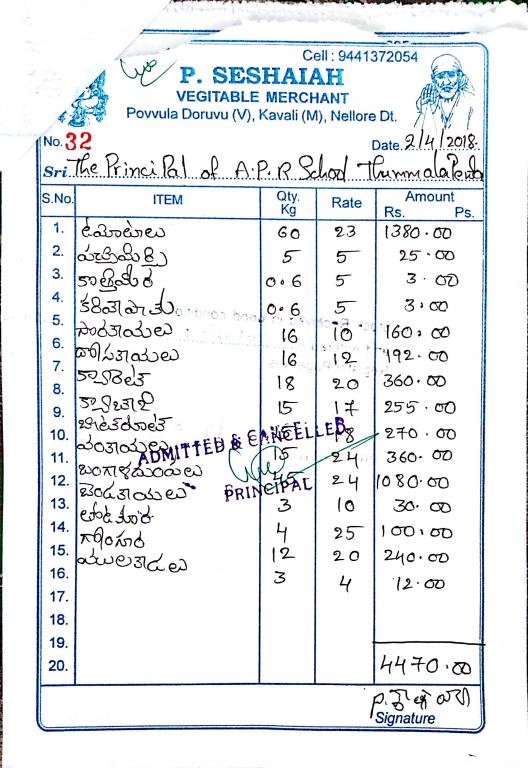 Cell : 9441372054
P. SESHAIAH
VEGITABLE MERCHANT
Povvula Doruvu (V), Kavali (M), Nellore Dt.
No. 32 Date. 2/4/2018
Sri The Principal of A.P.R School Thummalapenta
S.No. ITEM Qty. Kg Rate Amount Rs. Ps.
1. టమోటలు 60 23 1380.00
2. పచ్చిమిర్చి 5 5 25.00
3. కొత్తిమీర 0.6 5 3.00
4. కరివేపాకు 0.6 5 3.00
5. సొరకాయలు 16 10 160.00
6. దోసకాయలు 16 12 192.00
7. క్యారెట్ 18 20 360.00
8. క్యాబేజి 15 17 255.00
9. బీట్‌రూట్ 15 18 270.00
10. వంకాయలు 15 24 360.00
11. బంగాళదుంపలు 45 24 1080.00
12. బెండకాయలు 3 10 30.00
13. తోటకూర 4 25 100.00
14. గోంగూర 12 20 240.00
15. ములకాడలు 3 4 12.00
16.
17.
18.
19.
20. 4470.00
ADMITTED & CANCELLED
PRINCIPAL
Signature